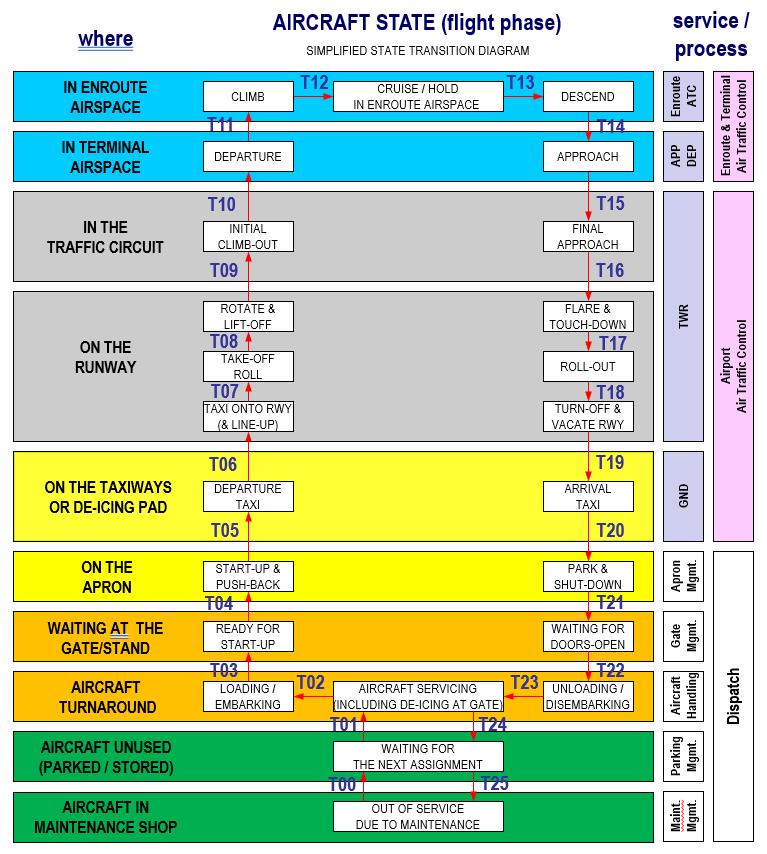 AIRCRAFT STATE (flight phase)
SIMPLIFIED STATE TRANSITION DIAGRAM
where
service /
process
IN ENROUTE
AIRSPACE
CLIMB
T12
CRUISE / HOLD
IN ENROUTE AIRSPACE
T13
DESCEND
Enroute
ATC
T11
T14
IN TERMINAL
AIRSPACE
DEPARTURE
APPROACH
APP
DEP
Enroute & Terminal
Air Traffic Control
T10
T15
IN THE
TRAFFIC CIRCUIT
INITIAL
CLIMB-OUT
FINAL
APPROACH
T09
T16
ON THE
RUNWAY
ROTATE &
LIFT-OFF
FLARE &
TOUCH-DOWN
T08
T17
TAKE-OFF
ROLL
ROLL-OUT
T07
T18
TAXI ONTO RWY
(& LINE-UP)
TURN-OFF &
VACATE RWY
TWR
Airport
Air Traffic Control
T06
T19
ON THE TAXIWAYS
OR DE-ICING PAD
DEPARTURE
TAXI
ARRIVAL
TAXI
GND
T05
T20
ON THE
APRON
START-UP &
PUSH-BACK
PARK &
SHUT-DOWN
Apron
Mgmt.
T04
T21
WAITING AT THE
GATE/STAND
READY FOR
START-UP
WAITING FOR
DOORS-OPEN
Gate
Mgmt.
T03
T22
AIRCRAFT
TURNAROUND
LOADING /
EMBARKING
T02
AIRCRAFT SERVICING
(INCLUDING DE-ICING AT GATE)
T23
UNLOADING /
DISEMBARKING
Aircraft
Handling
Dispatch
T01
T24
AIRCRAFT UNUSED
(PARKED / STORED)
WAITING FOR
THE NEXT ASSIGNMENT
Parking
Mgmt.
T00
T25
AIRCRAFT IN
MAINTENANCE SHOP
OUT OF SERVICE
DUE TO MAINTENANCE
Maint.
Mgmt.